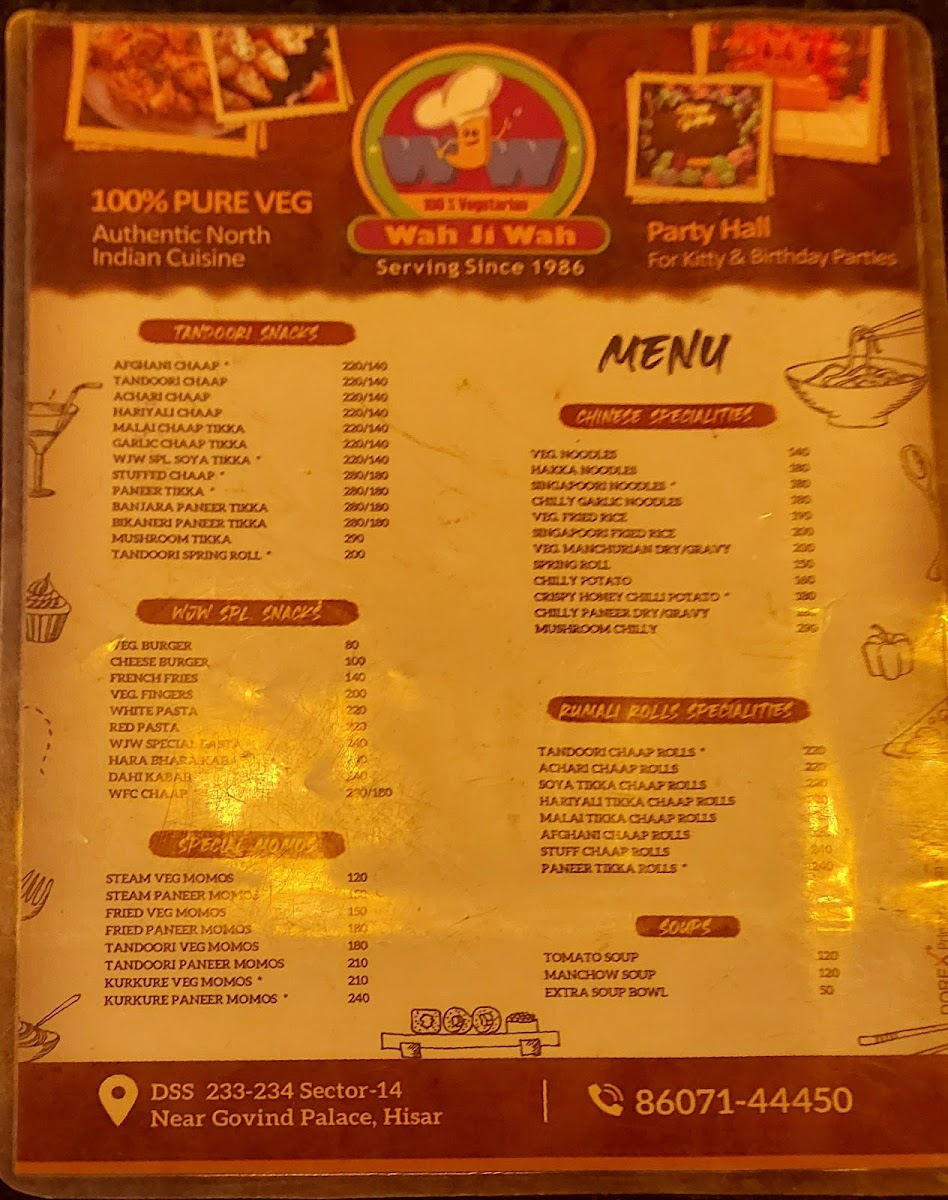 100% PURE VEG
Authentic North
Indian Cuisine
WJW
100% Vegetarian
Wah Ji Wah
Serving Since 1986
Party Hall
For Kitty & Birthday Parties
TANDOORI SNACKS
AFGHANI CHAAP * 220/140
TANDOORI CHAAP 220/140
ACHARI CHAAP 220/140
HARIYALI CHAAP 220/140
MALAI CHAAP TIKKA 220/140
GARLIC CHAAP TIKKA 220/140
WJW SPL. SOYA TIKKA * 220/140
STUFFED CHAAP * 280/180
PANEER TIKKA * 280/180
BANJARA PANEER TIKKA 280/180
BIKANERI PANEER TIKKA 280/180
MUSHROOM TIKKA 290
TANDOORI SPRING ROLL * 200
WJW SPL. SNACKS
VEG. BURGER 80
CHEESE BURGER 100
FRENCH FRIES 140
VEG. FINGERS 200
WHITE PASTA 220
RED PASTA 220
WJW SPECIAL PASTA 240
HARA BHARA KABAB
DAHI KABAB
WFC CHAAP
SPECIAL MOMOS
STEAM VEG MOMOS 120
STEAM PANEER MOMOS
FRIED VEG MOMOS 150
FRIED PANEER MOMOS 180
TANDOORI VEG MOMOS 180
TANDOORI PANEER MOMOS 210
KURKURE VEG MOMOS * 210
KURKURE PANEER MOMOS * 240
MENU
CHINESE SPECIALITIES
VEG. NOODLES 140
HAKKA NOODLES 180
SINGAPOORI NOODLES * 180
CHILLY GARLIC NOODLES 180
VEG. FRIED RICE 190
SINGAPOORI FRIED RICE 200
VEG. MANCHURIAN DRY/GRAVY
SPRING ROLL
CHILLY POTATO 160
CRISPY HONEY CHILLI POTATO * 180
CHILLY PANEER DRY/GRAVY
MUSHROOM CHILLY 290
RUMALI ROLLS SPECIALITIES
TANDOORI CHAAP ROLLS * 220
ACHARI CHAAP ROLLS 220
SOYA TIKKA CHAAP ROLLS 220
HARIYALI TIKKA CHAAP ROLLS
MALAI TIKKA CHAAP ROLLS
AFGHANI CHAAP ROLLS
STUFF CHAAP ROLLS 240
PANEER TIKKA ROLLS * 240
SOUPS
TOMATO SOUP 120
MANCHOW SOUP 120
EXTRA SOUP BOWL 50
DSS 233-234 Sector-14
Near Govind Palace, Hisar
86071-44450